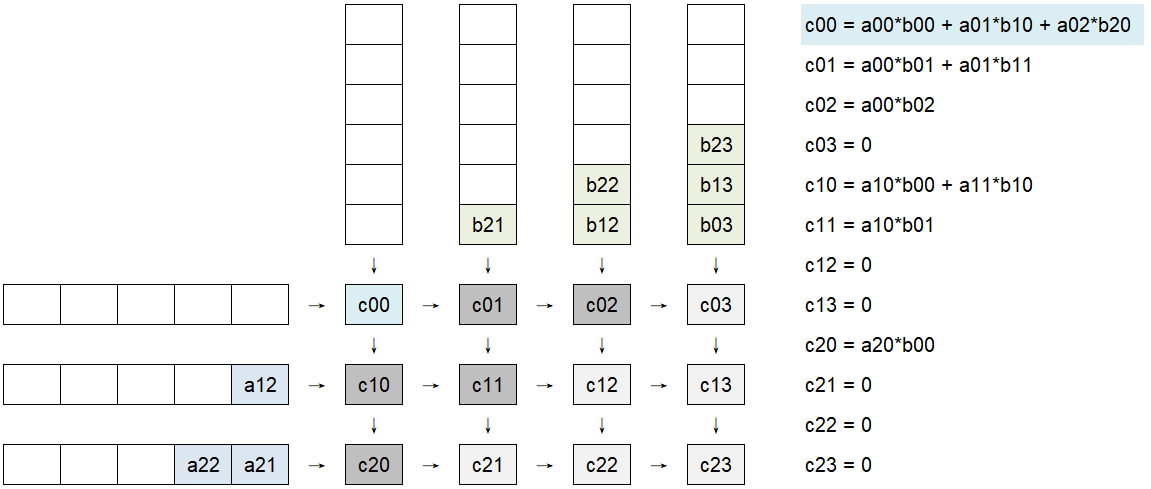 c00 = a00*b00 + a01*b10 + a02*b20
c01 = a00*b01 + a01*b11
c02 = a00*b02
b23
c03 = 0
b22 b13
c10 = a10*b00 + a11*b10
b21 b12 b03
c11 = a10*b01
↓ ↓ ↓ ↓
c12 = 0
→ c00 → c01 → c02 → c03
c13 = 0
↓ ↓ ↓ ↓
c20 = a20*b00
a12 → c10 → c11 → c12 → c13
c21 = 0
↓ ↓ ↓ ↓
c22 = 0
a22 a21 → c20 → c21 → c22 → c23
c23 = 0